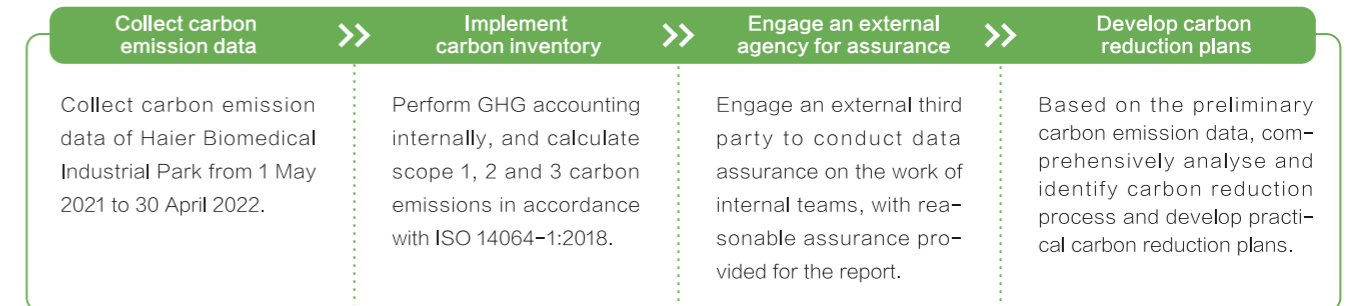 Collect carbon
emission data
Implement
carbon inventory
Engage an external
agency for assurance
Develop carbon
reduction plans
Collect carbon emission
data of Haier Biomedical
Industrial Park from 1 May
2021 to 30 April 2022.
Perform GHG accounting
internally, and calculate
scope 1, 2 and 3 carbon
emissions in accordance
with ISO 14064-1:2018.
Engage an external third
party to conduct data
assurance on the work of
internal teams, with rea-
sonable assurance pro-
vided for the report.
Based on the preliminary
carbon emission data, com-
prehensively analyse and
identify carbon reduction
process and develop practi-
cal carbon reduction plans.